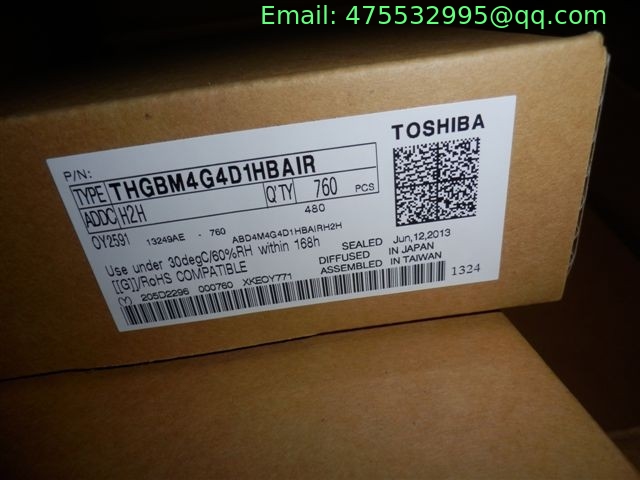 Email: 475532995@qq.com
TOSHIBA
P/N:
TYPE THGBM4G4D1HBAIR
ADDC H2H Q'TY 760 PCS
480
OY2591 13249AE - 760 ABD4M4G4D1HBAIRH2H
Use under 30degC/60%RH within 168h
SEALED Jun,12,2013
[[G]]/RoHS COMPATIBLE
DIFFUSED IN JAPAN
ASSEMBLED IN TAIWAN
205D2296 000760 XKEOY771
1324